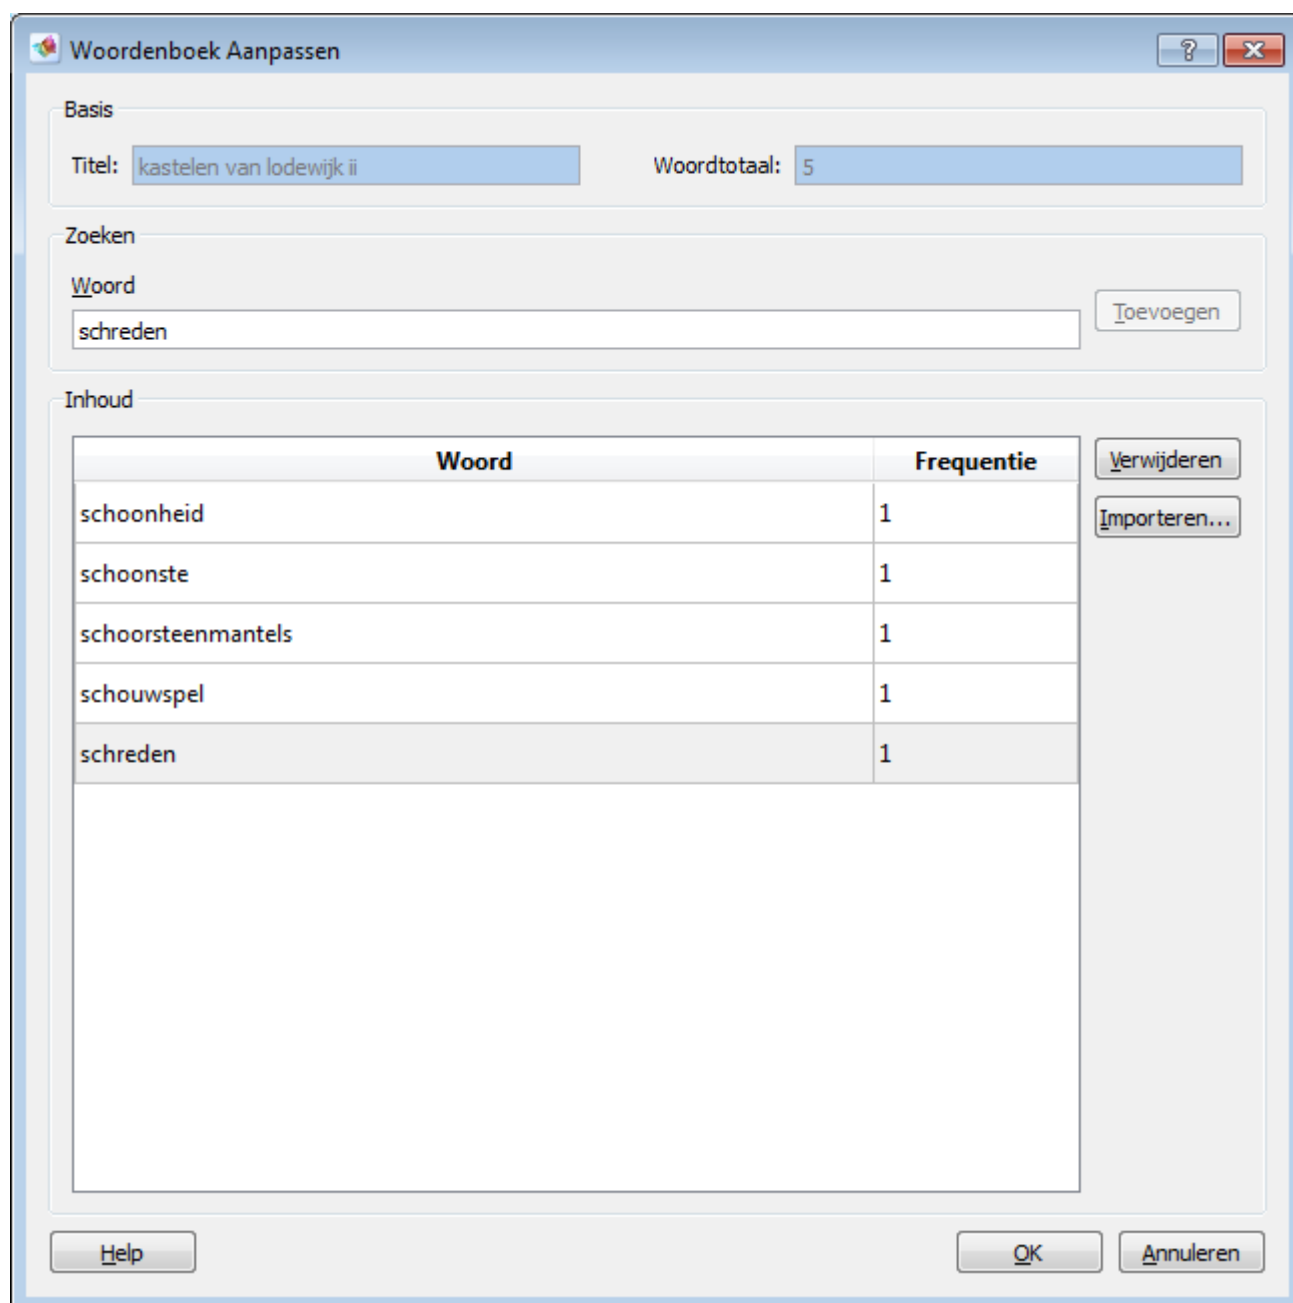 Woordenboek Aanpassen
Basis
Titel: kastelen van lodewijk ii Woordtotaal: 5
Zoeken
Woord
schreden Toevoegen
Inhoud
Woord Frequentie Verwijderen
schoonheid 1 Importeren...
schoonste 1
schoorsteenmantels 1
schouwspel 1
schreden 1
Help OK Annuleren